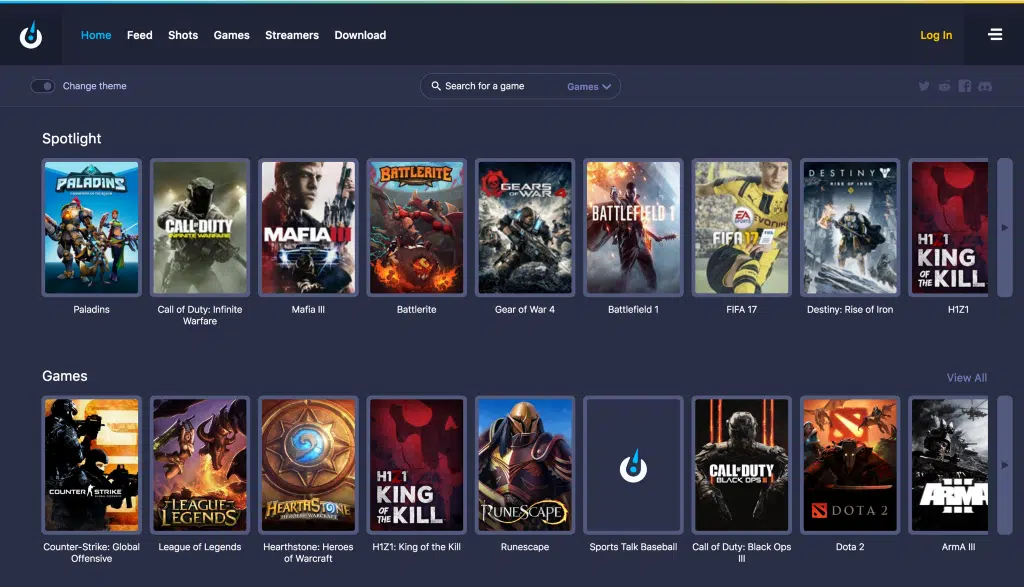 Home Feed Shots Games Streamers Download Log In
Change theme Search for a game Games
Spotlight
PALADINS
CALL OF DUTY
INFINITE WARFARE
MAFIA III
BATTLERITE
GEARS OF WAR 4
BATTLEFIELD 1
EA SPORTS
FIFA 17
DESTINY
RISE OF IRON
H1Z1
KING
OF THE KILL
Paladins
Call of Duty: Infinite
Warfare
Mafia III
Battlerite
Gear of War 4
Battlefield 1
FIFA 17
Destiny: Rise of Iron
H1Z1
Games View All
COUNTER STRIKE
LEAGUE
OF
LEGENDS
HEARTHSTONE
HEROES OF WARCRAFT
H1Z1
KING
OF THE KILL
RUNESCAPE
CALL OF DUTY
BLACK OPS III
DOTA 2
ARMA
III
Counter-Strike: Global
Offensive
League of Legends
Hearthstone: Heroes
of Warcraft
H1Z1: King of the Kill
Runescape
Sports Talk Baseball
Call of Duty: Black Ops
III
Dota 2
ArmA III